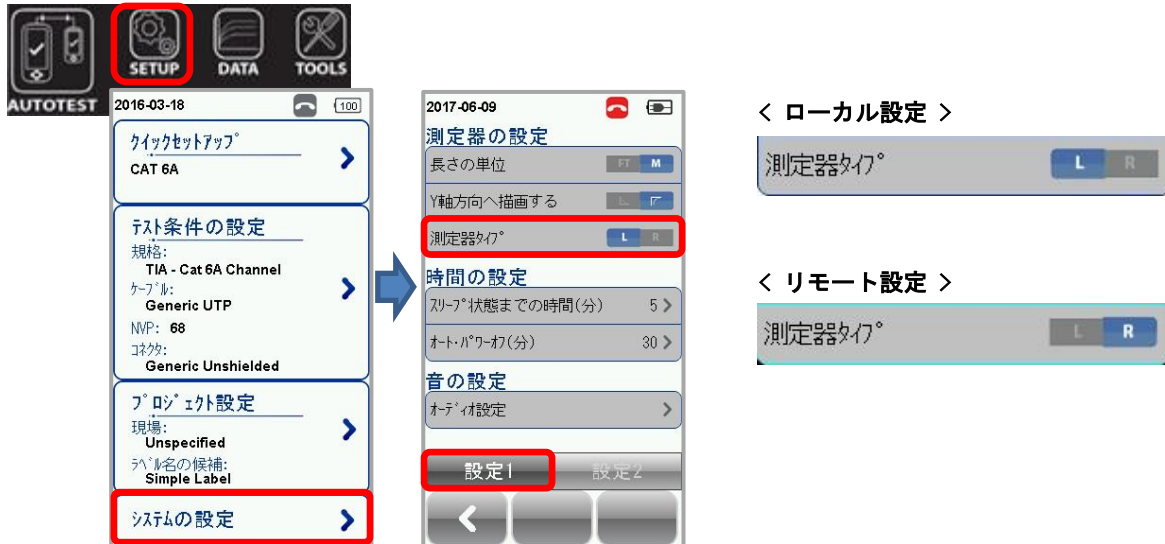 AUTOTEST
SETUP
DATA
TOOLS
2016-03-18
100
クイックセットアップ
CAT 6A
テスト条件の設定
規格:
TIA - Cat 6A Channel
ケーブル:
Generic UTP
NVP: 68
コネクタ:
Generic Unshielded
プロジェクト設定
現場:
Unspecified
ラベル名の候補:
Simple Label
システムの設定
2017-06-09
測定器の設定
長さの単位 FT M
Y軸方向へ描画する
測定器タイプ L R
時間の設定
スリープ状態までの時間(分) 5
オート・パワーオフ(分) 30
音の設定
オーディオ設定
設定1 設定2
< ローカル設定 >
測定器タイプ L R
< リモート設定 >
測定器タイプ L R